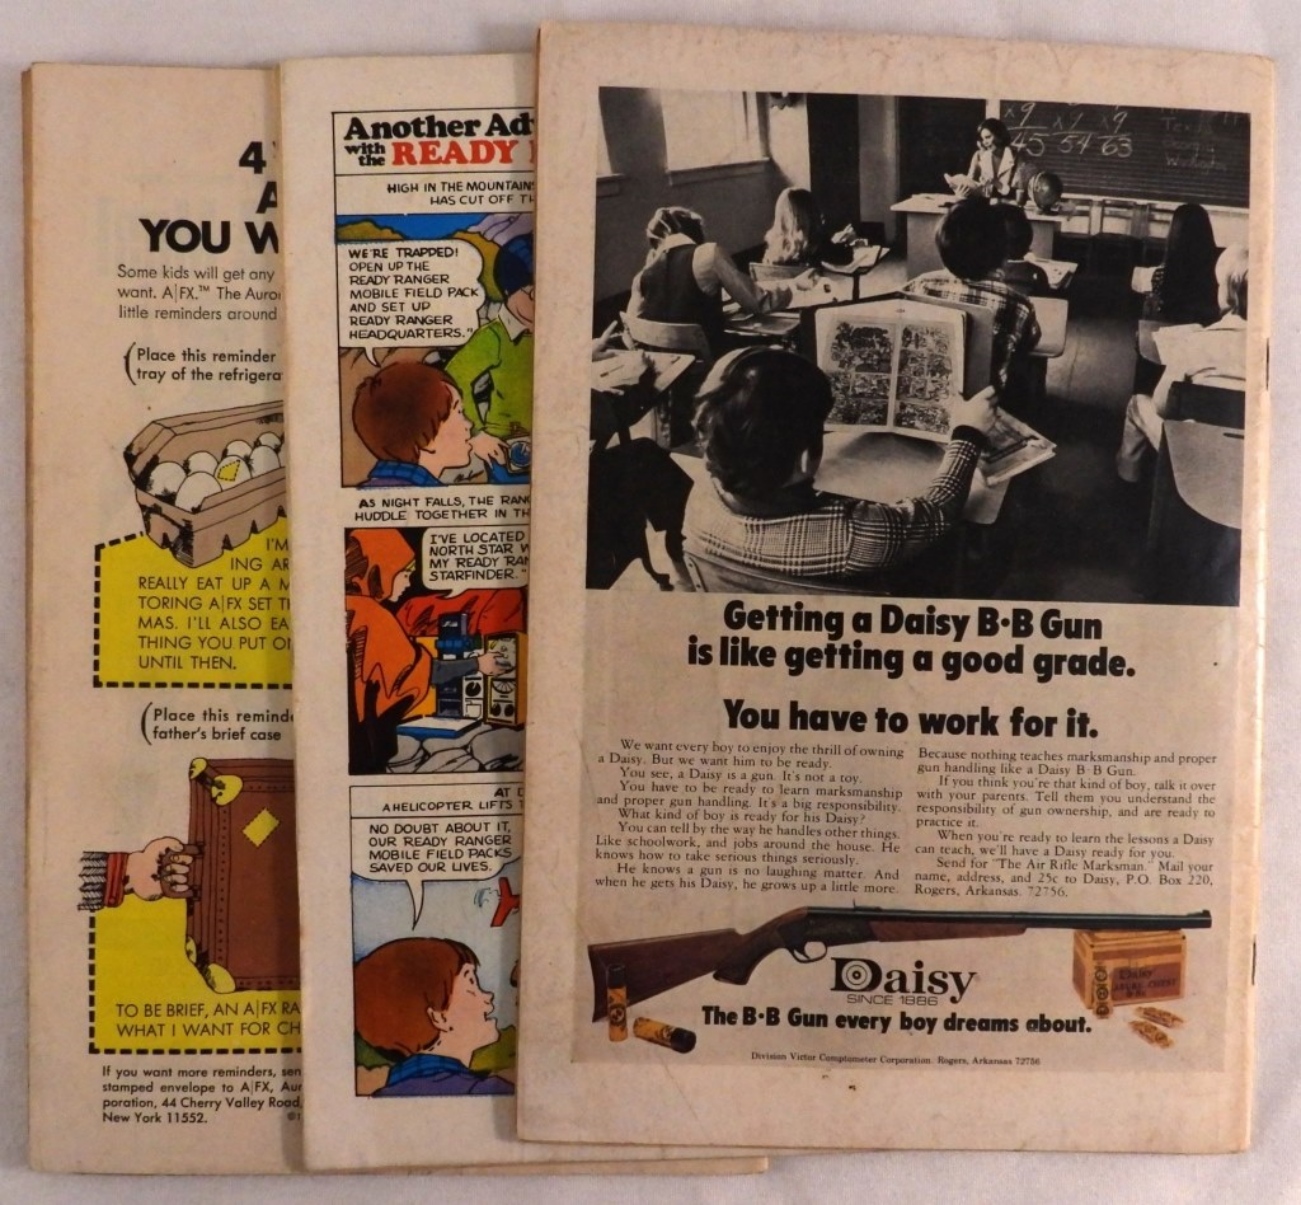 4
A
YOU W
Some kids will get any
want. A|FX.™ The Auro
little reminders around
(Place this reminder
tray of the refrigera
I'M
ING AR
REALLY EAT UP A M
TORING A|FX SET TH
MAS. I'LL ALSO EA
THING YOU PUT ON
UNTIL THEN.
(Place this reminde
father's brief case
TO BE BRIEF, AN A|FX RA
WHAT I WANT FOR CH
If you want more reminders, sen
stamped envelope to A|FX, Aur
poration, 44 Cherry Valley Road,
New York 11552.
Another Ad
with the READY
HIGH IN THE MOUNTAIN
HAS CUT OFF TH
WE'RE TRAPPED!
OPEN UP THE
READY RANGER
MOBILE FIELD PACK
AND SET UP
READY RANGER
HEADQUARTERS."
AS NIGHT FALLS, THE RAN
HUDDLE TOGETHER IN TH
I'VE LOCATED
NORTH STAR W
MY READY RAN
STARFINDER."
AT
A HELICOPTER LIFTS T
NO DOUBT ABOUT IT,
OUR READY RANGER
MOBILE FIELD PACKS
SAVED OUR LIVES.
x9 x9 x9
45 54 63
Getting a Daisy B•B Gun
is like getting a good grade.
You have to work for it.
We want every boy to enjoy the thrill of owning
a Daisy. But we want him to be ready.
You see, a Daisy is a gun. It's not a toy.
You have to be ready to learn marksmanship
and proper gun handling. It's a big responsibility.
What kind of boy is ready for his Daisy?
You can tell by the way he handles other things.
Like schoolwork, and jobs around the house. He
knows how to take serious things seriously.
He knows a gun is no laughing matter. And
when he gets his Daisy, he grows up a little more.
Because nothing teaches marksmanship and proper
gun handling like a Daisy B·B Gun.
If you think you're that kind of boy, talk it over
with your parents. Tell them you understand the
responsibility of gun ownership, and are ready to
practice it.
When you're ready to learn the lessons a Daisy
can teach, we'll have a Daisy ready for you.
Send for "The Air Rifle Marksman." Mail your
name, address, and 25c to Daisy, P.O. Box 220,
Rogers, Arkansas. 72756.
Daisy
SINCE 1886
The B•B Gun every boy dreams about.
Division Victor Comptometer Corporation. Rogers, Arkansas 72756